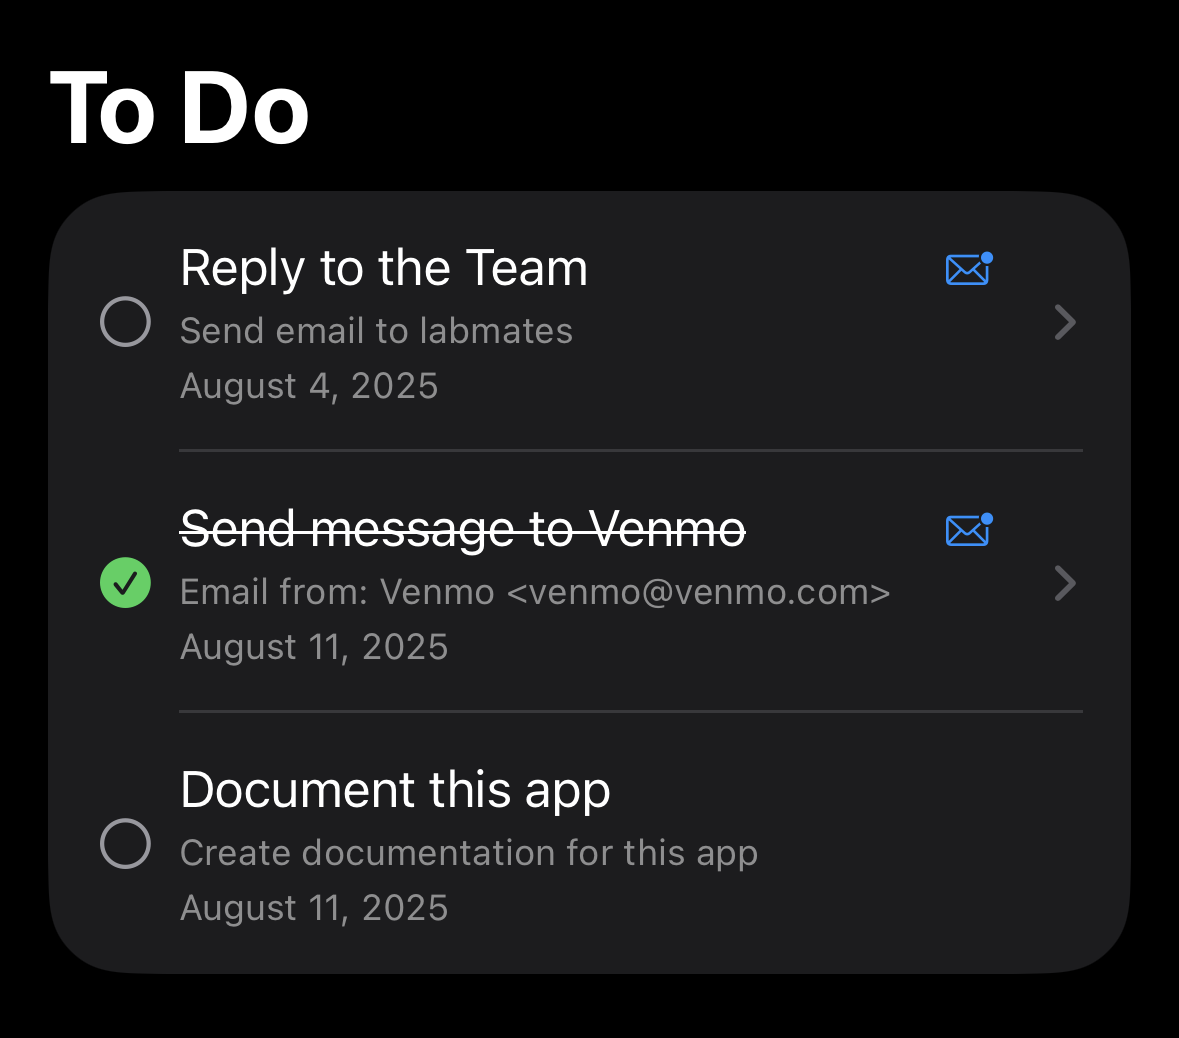 To Do
Reply to the Team
Send email to labmates
August 4, 2025
Send message to Venmo
Email from: Venmo <venmo@venmo.com>
August 11, 2025
Document this app
Create documentation for this app
August 11, 2025